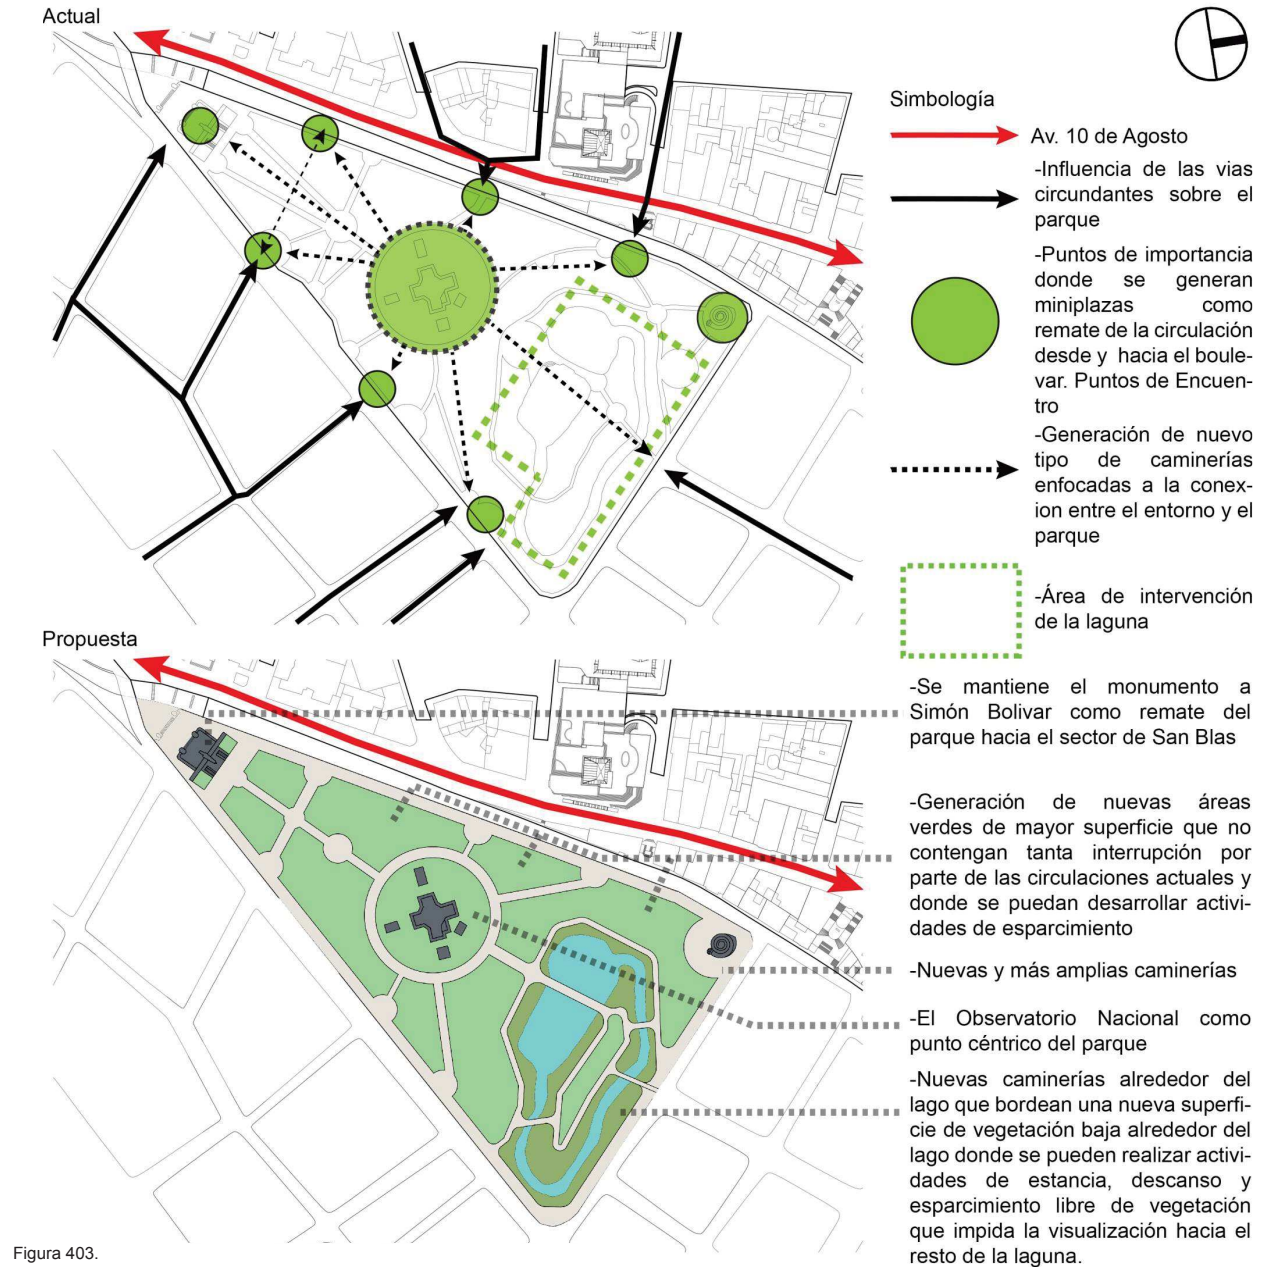 Actual
Simbología
Av. 10 de Agosto
-Influencia de las vias
circundantes sobre el
parque
-Puntos de importancia
donde se generan
miniplazas como
remate de la circulación
desde y hacia el boule-
var. Puntos de Encuen-
tro
-Generación de nuevo
tipo de caminerías
enfocadas a la conex-
ion entre el entorno y el
parque
-Área de intervención
de la laguna
Propuesta
-Se mantiene el monumento a
Simón Bolivar como remate del
parque hacia el sector de San Blas
-Generación de nuevas áreas
verdes de mayor superficie que no
contengan tanta interrupción por
parte de las circulaciones actuales y
donde se puedan desarrollar activi-
dades de esparcimiento
-Nuevas y más amplias caminerías
-El Observatorio Nacional como
punto céntrico del parque
-Nuevas caminerías alrededor del
lago que bordean una nueva superfi-
cie de vegetación baja alrededor del
lago donde se pueden realizar activi-
dades de estancia, descanso y
esparcimiento libre de vegetación
que impida la visualización hacia el
resto de la laguna.
Figura 403.